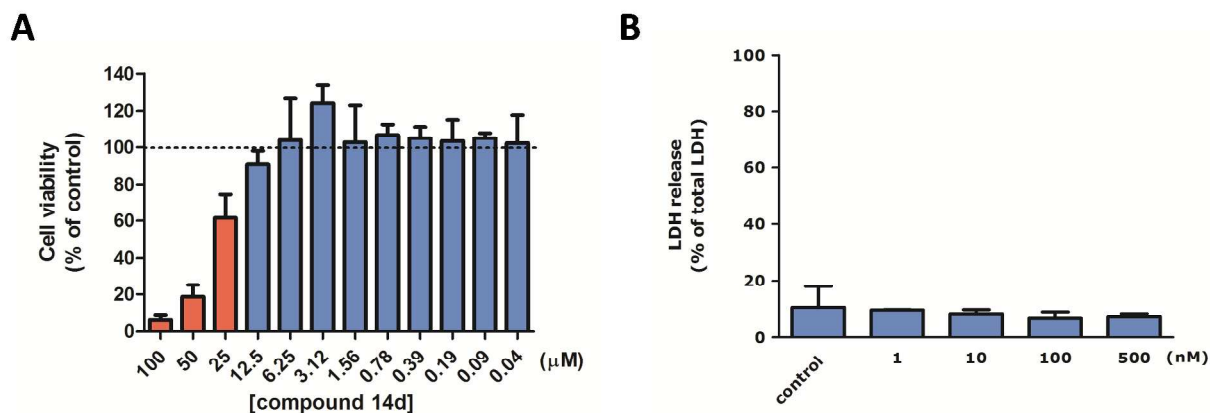 A
Cell viability
(% of control)
140
120
100
80
60
40
20
0
100 50 25 12.5 6.25 3.12 1.56 0.78 0.39 0.19 0.09 0.04 (μM)
[compound 14d]
B
LDH release
(% of total LDH)
100
80
60
40
20
0
control 1 10 100 500 (nM)